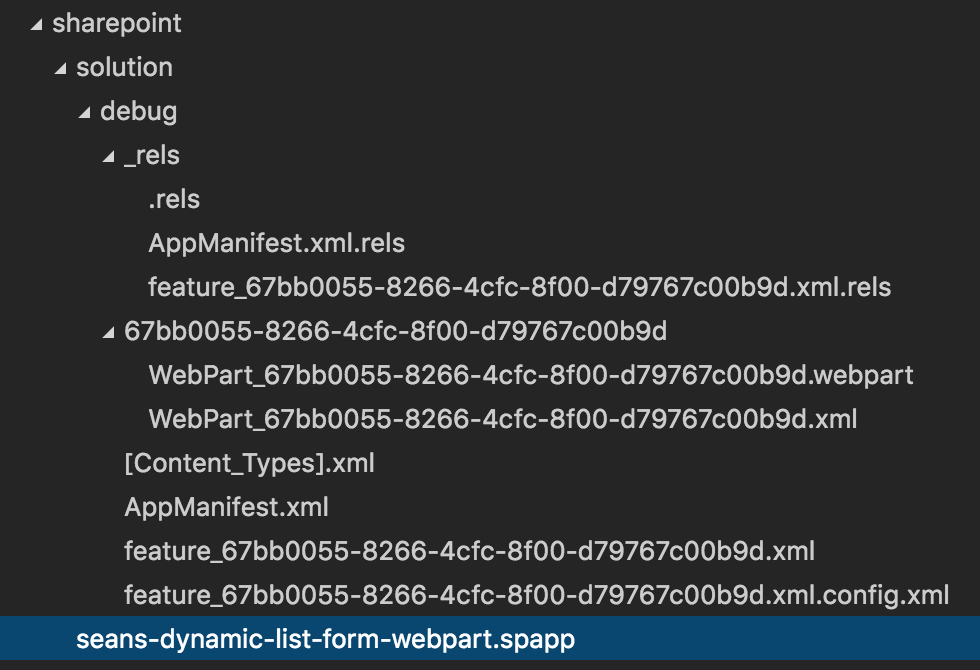 sharepoint
solution
debug
_rels
.rels
AppManifest.xml.rels
feature_67bb0055-8266-4cfc-8f00-d79767c00b9d.xml.rels
67bb0055-8266-4cfc-8f00-d79767c00b9d
WebPart_67bb0055-8266-4cfc-8f00-d79767c00b9d.webpart
WebPart_67bb0055-8266-4cfc-8f00-d79767c00b9d.xml
[Content_Types].xml
AppManifest.xml
feature_67bb0055-8266-4cfc-8f00-d79767c00b9d.xml
feature_67bb0055-8266-4cfc-8f00-d79767c00b9d.xml.config.xml
seans-dynamic-list-form-webpart.spapp